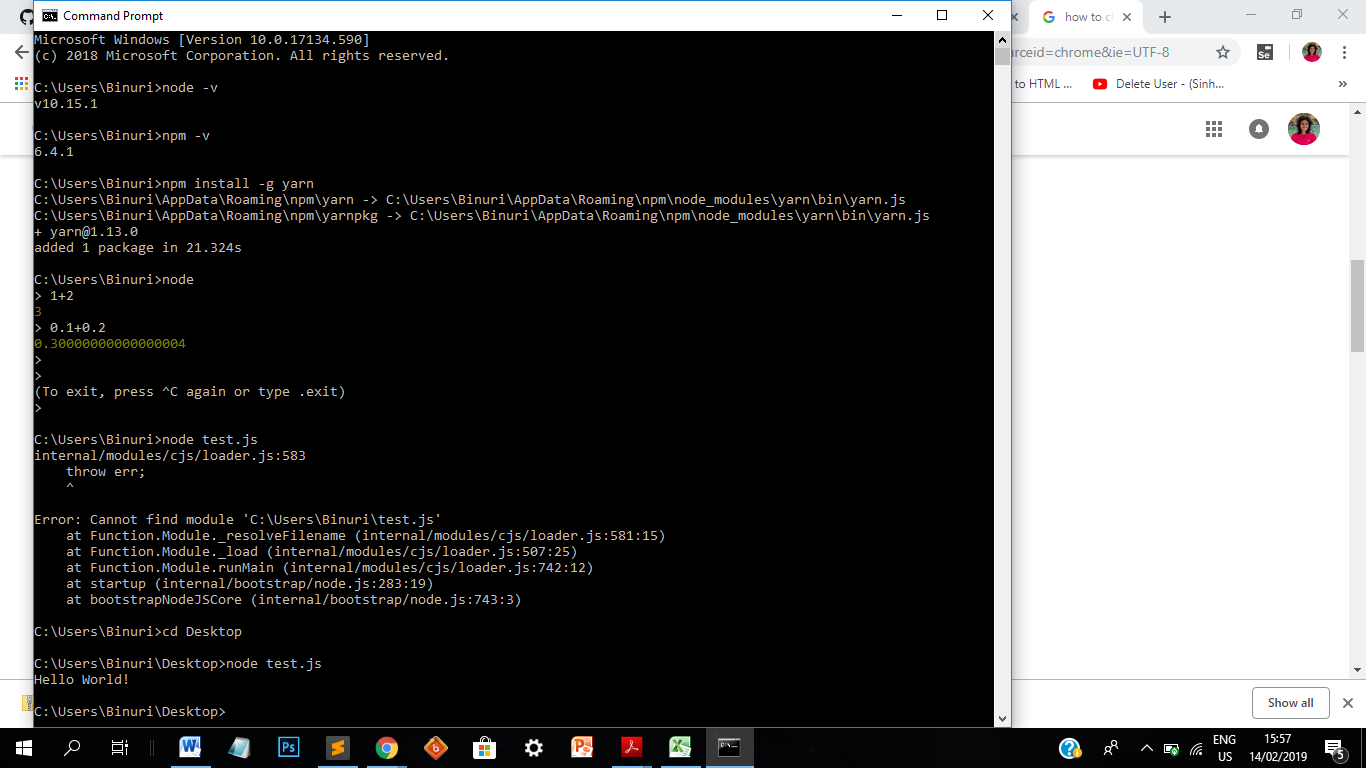 Command Prompt
how to c
Microsoft Windows [Version 10.0.17134.590]
(c) 2018 Microsoft Corporation. All rights reserved.
rceid=chrome&ie=UTF-8
Se
to HTML ...
Delete User - (Sinh...
»
C:\Users\Binuri>node -v
v10.15.1
C:\Users\Binuri>npm -v
6.4.1
C:\Users\Binuri>npm install -g yarn
C:\Users\Binuri\AppData\Roaming\npm\yarn -> C:\Users\Binuri\AppData\Roaming\npm\node_modules\yarn\bin\yarn.js
C:\Users\Binuri\AppData\Roaming\npm\yarnpkg -> C:\Users\Binuri\AppData\Roaming\npm\node_modules\yarn\bin\yarn.js
+ yarn@1.13.0
added 1 package in 21.324s
C:\Users\Binuri>node
> 1+2
3
> 0.1+0.2
0.30000000000000004
>
>
(To exit, press ^C again or type .exit)
>
C:\Users\Binuri>node test.js
internal/modules/cjs/loader.js:583
    throw err;
    ^
Error: Cannot find module 'C:\Users\Binuri\test.js'
    at Function.Module._resolveFilename (internal/modules/cjs/loader.js:581:15)
    at Function.Module._load (internal/modules/cjs/loader.js:507:25)
    at Function.Module.runMain (internal/modules/cjs/loader.js:742:12)
    at startup (internal/bootstrap/node.js:283:19)
    at bootstrapNodeJSCore (internal/bootstrap/node.js:743:3)
C:\Users\Binuri>cd Desktop
C:\Users\Binuri\Desktop>node test.js
Hello World!
C:\Users\Binuri\Desktop>
Show all
Ps
ENG
US
15:57
14/02/2019
5